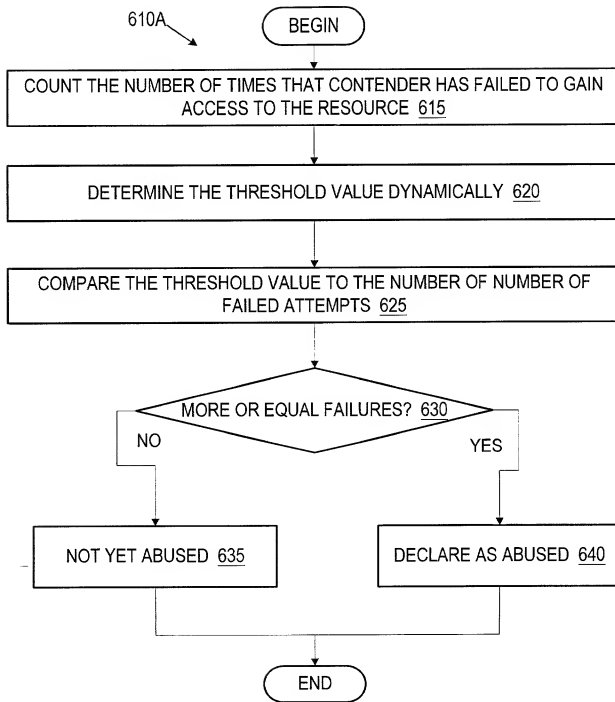 610A
BEGIN
COUNT THE NUMBER OF TIMES THAT CONTENDER HAS FAILED TO GAIN
ACCESS TO THE RESOURCE 615
DETERMINE THE THRESHOLD VALUE DYNAMICALLY 620
COMPARE THE THRESHOLD VALUE TO THE NUMBER OF NUMBER OF
FAILED ATTEMPTS 625
MORE OR EQUAL FAILURES? 630
NO
YES
NOT YET ABUSED 635
DECLARE AS ABUSED 640
END